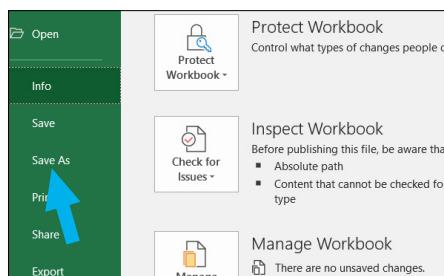 Open
Info
Save
Save As
Share
Export
Protect
Workbook
Protect Workbook
Control what types of changes people
Check for
Issues
Inspect Workbook
Before publishing this file, be aware
Absolute path
Content that cannot be checked
type
Manage Workbook
There are no unsaved changes.